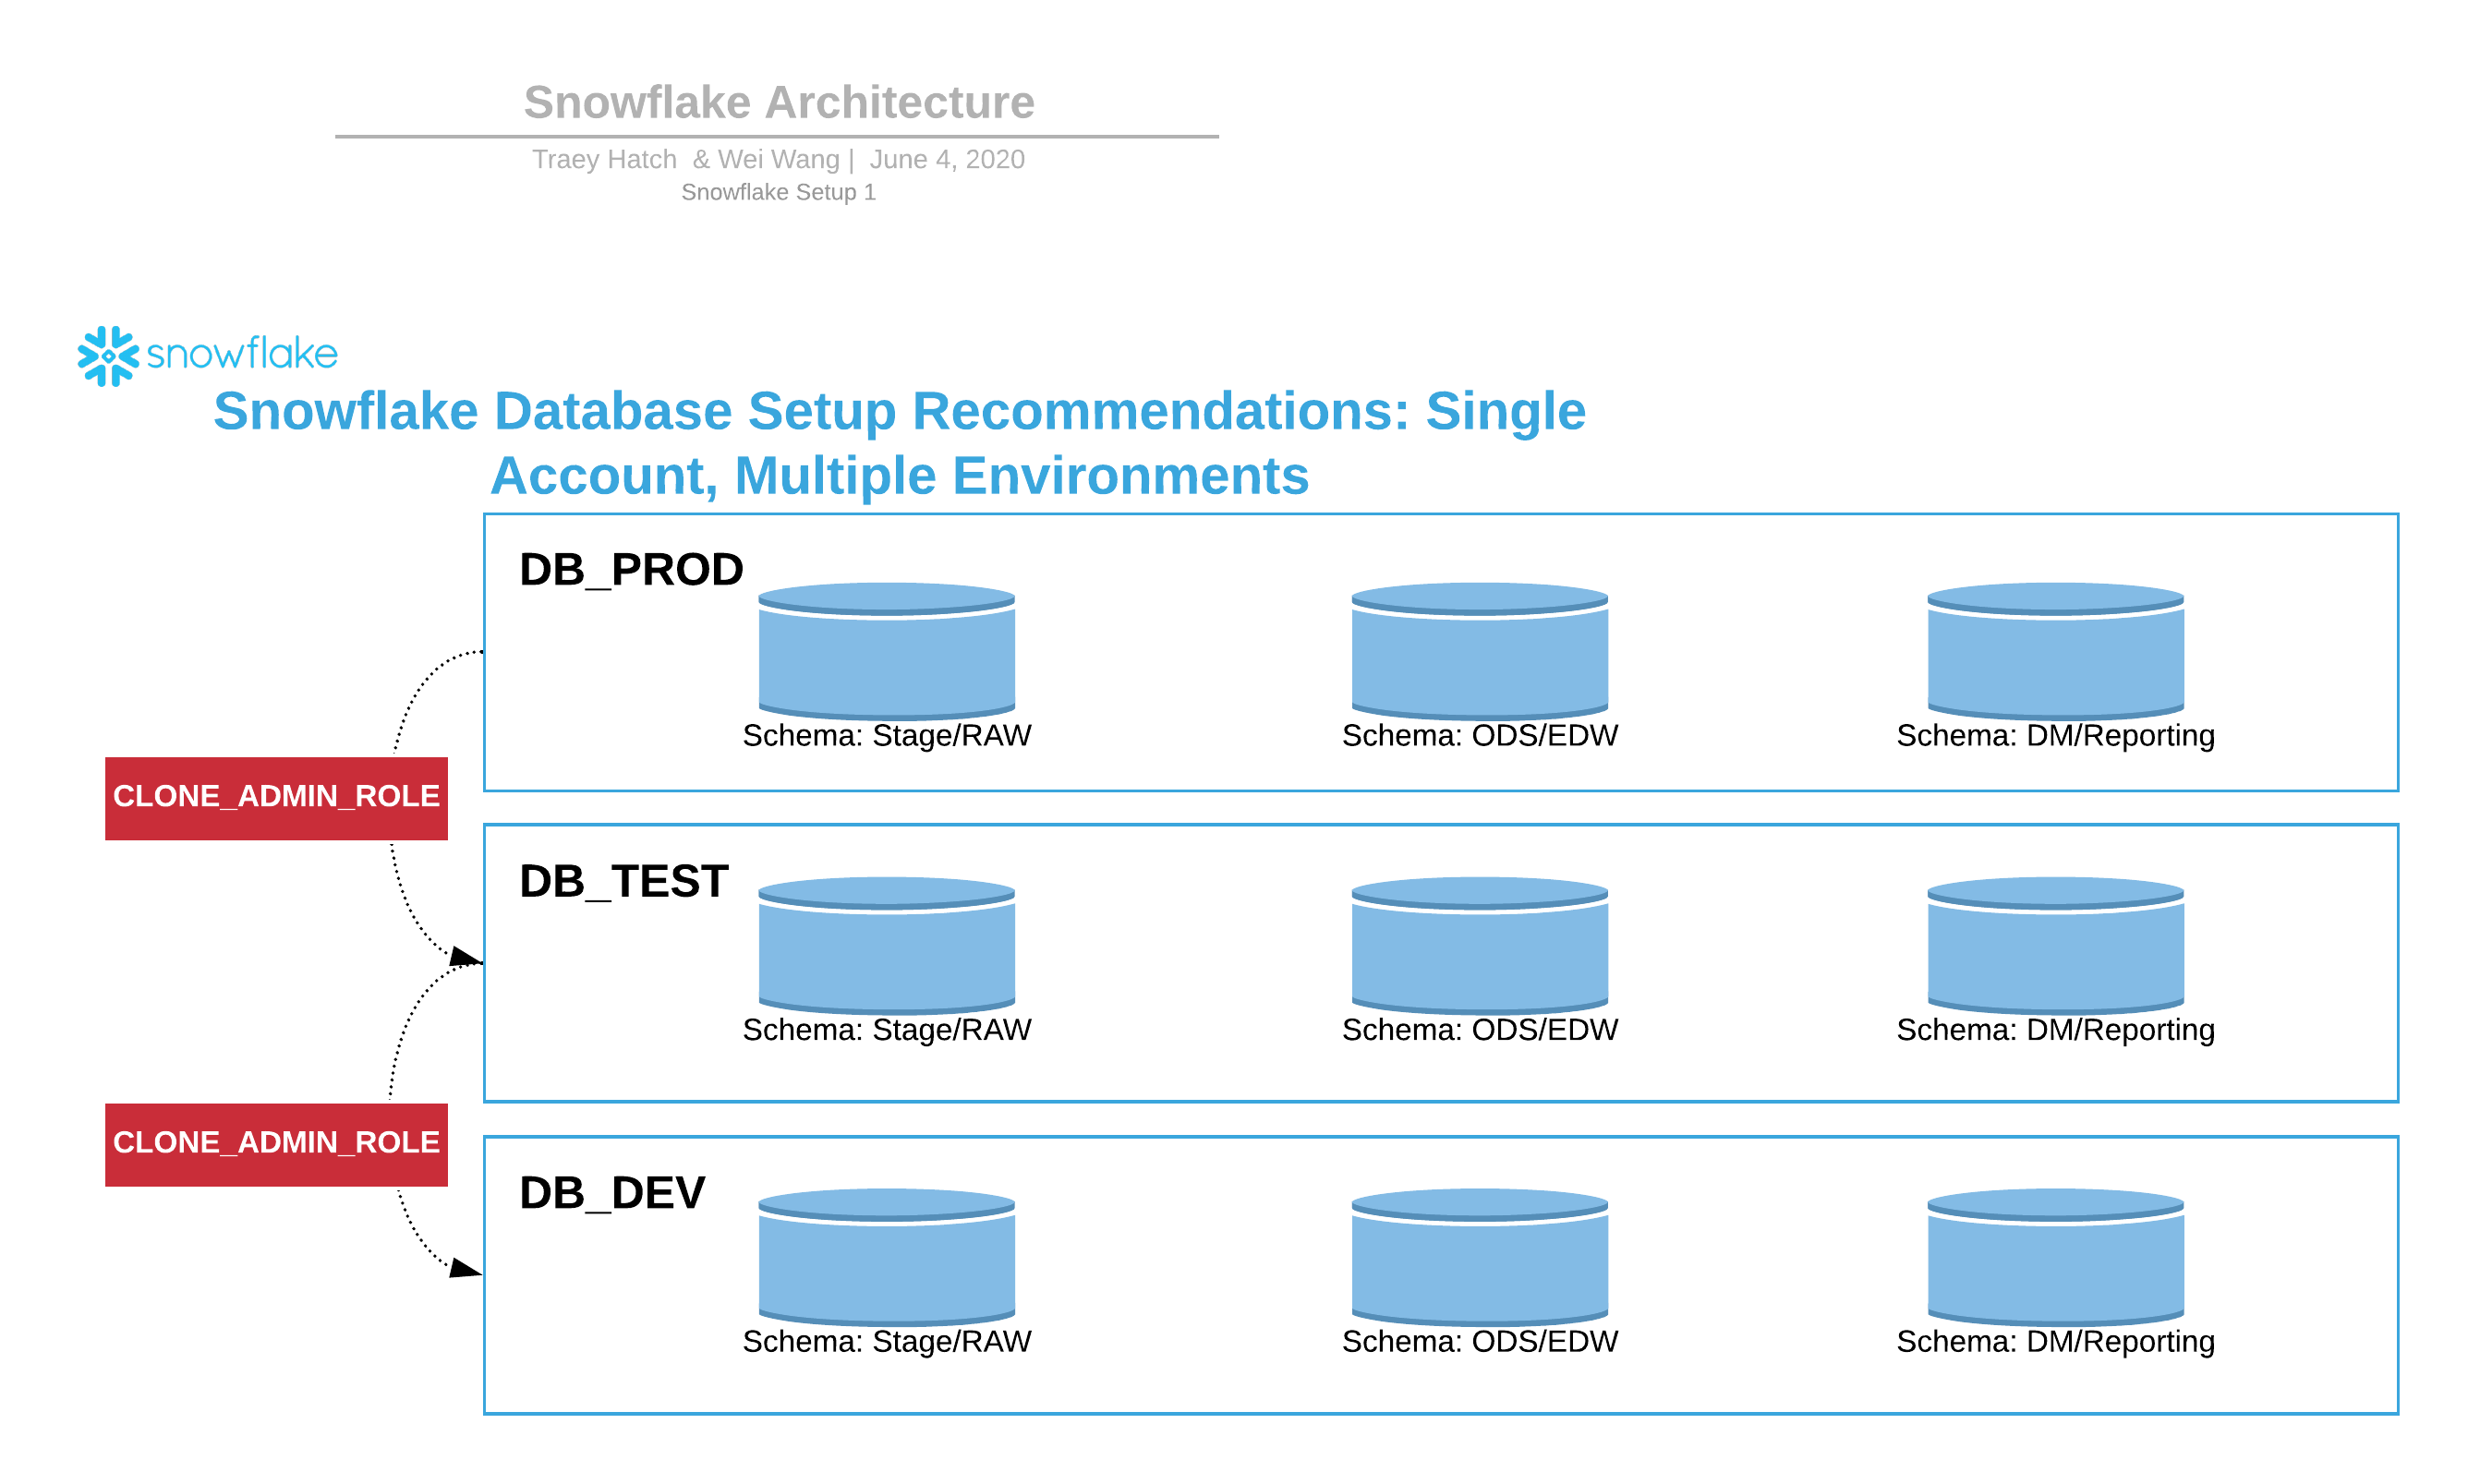 Snowflake Architecture
Traey Hatch & Wei Wang | June 4, 2020
Snowflake Setup 1
snowflake
Snowflake Database Setup Recommendations: Single
Account, Multiple Environments
DB_PROD
Schema: Stage/RAW
Schema: ODS/EDW
Schema: DM/Reporting
CLONE_ADMIN_ROLE
DB_TEST
Schema: Stage/RAW
Schema: ODS/EDW
Schema: DM/Reporting
CLONE_ADMIN_ROLE
DB_DEV
Schema: Stage/RAW
Schema: ODS/EDW
Schema: DM/Reporting